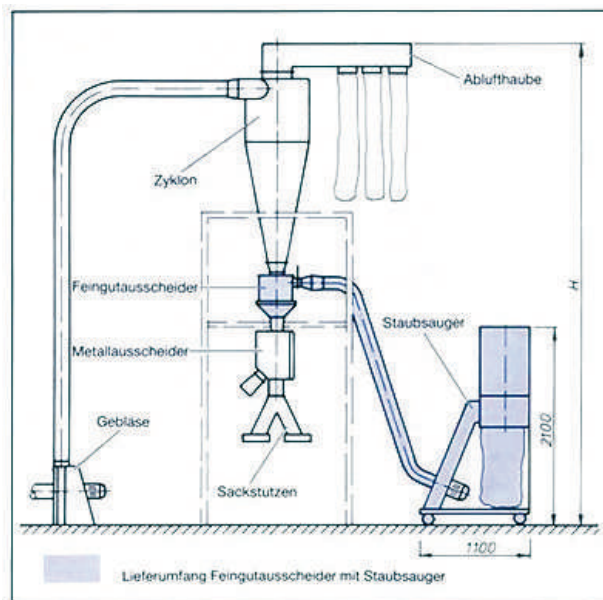 Ablufthaube
Zyklon
Feingutausscheider
H
Staubsauger
Metallausscheider
Gebläse
2100
Sackstutzen
1100
Lieferumfang Feingutausscheider mit Staubsauger